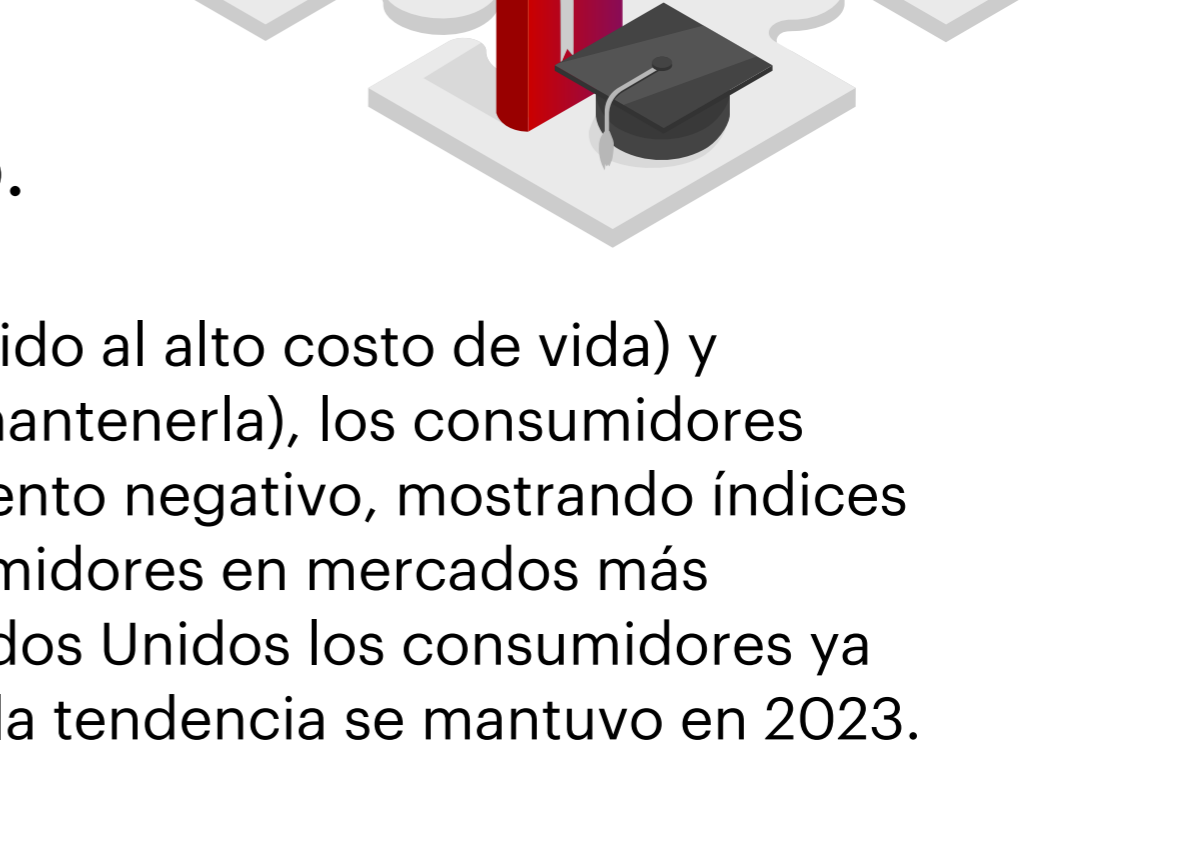 .
ido al alto costo de vida) y
antenerla), los consumidores
ento negativo, mostrando índices
midores en mercados más
dos Unidos los consumidores ya
la tendencia se mantuvo en 2023.